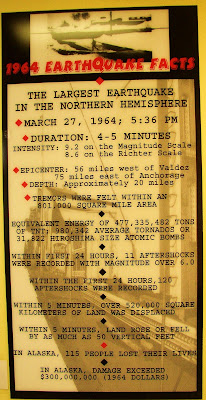 1964 EARTHQUAKE FACTS
THE LARGEST EARTHQUAKE
IN THE NORTHERN HEMISPHERE
MARCH 27, 1964; 5:36 PM
DURATION: 4-5 MINUTES
INTENSITY: 9.2 on the Magnitude Scale
8.6 on the Richter Scale
EPICENTER: 56 miles west of Valdez
75 miles east of Anchorage
DEPTH: Approximately 20 miles
TREMORS WERE FELT WITHIN AN
801,000 SQUARE MILE AREA
EQUIVALENT ENERGY OF 477,335,482 TONS
OF TNT; 980,342 AVERAGE TORNADOS OR
31,822 HIROSHIMA SIZE ATOMIC BOMBS
WITHIN FIRST 24 HOURS, 11 AFTERSHOCKS
WERE RECORDED WITH MAGNITUDE OVER 6.0
WITHIN THE FIRST 24 HOURS, 120
AFTERSHOCKS WERE RECORDED
WITHIN 5 MINUTES, OVER 520,000 SQUARE
KILOMETERS OF LAND WAS DISPLACED
WITHIN 5 MINUTES, LAND ROSE OR FELL
BY AS MUCH AS 50 VERTICAL FEET
IN ALASKA, 115 PEOPLE LOST THEIR LIVES
IN ALASKA, DAMAGE EXCEEDED
$300,000,000 (1964 DOLLARS)